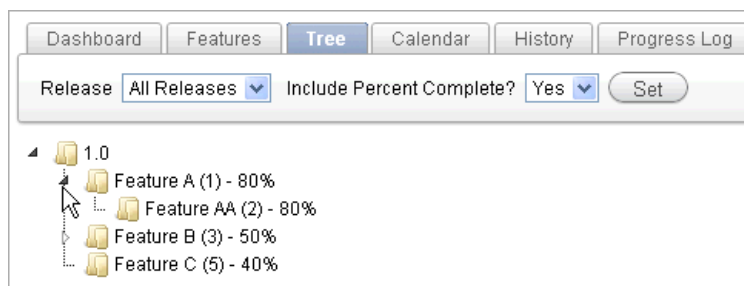 Dashboard Features Tree Calendar History Progress Log
Release All Releases Include Percent Complete? Yes Set
1.0
Feature A (1) - 80%
Feature AA (2) - 80%
Feature B (3) - 50%
Feature C (5) - 40%